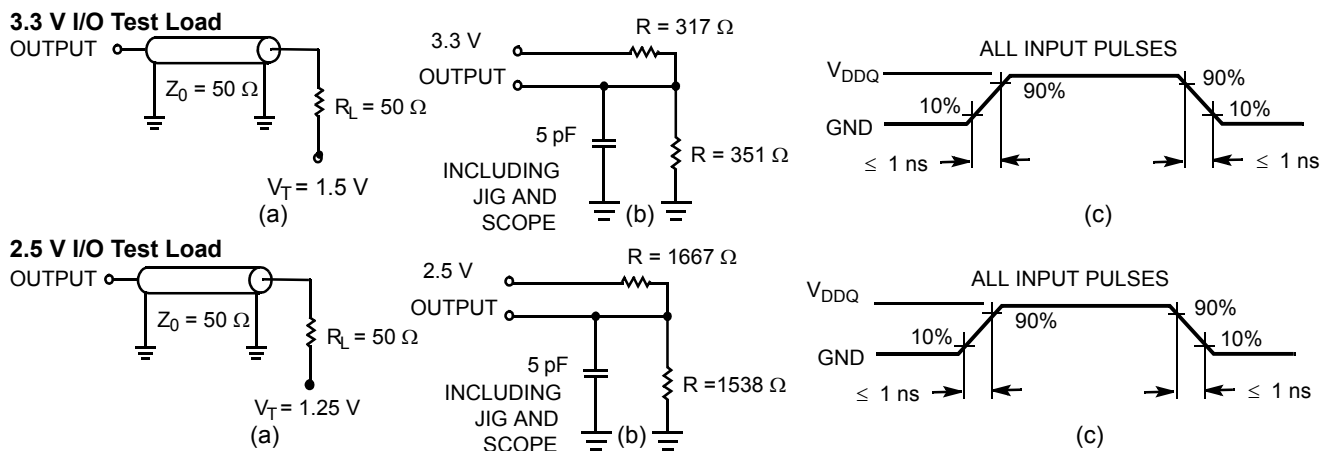 3.3 V I/O Test Load
OUTPUT
Z0 = 50 Ω
RL = 50 Ω
VT = 1.5 V
(a)
3.3 V
R = 317 Ω
OUTPUT
5 pF
R = 351 Ω
INCLUDING
JIG AND
SCOPE
(b)
ALL INPUT PULSES
VDDQ
90%
90%
10%
10%
GND
≤ 1 ns
≤ 1 ns
(c)
2.5 V I/O Test Load
OUTPUT
Z0 = 50 Ω
RL = 50 Ω
VT = 1.25 V
(a)
2.5 V
R = 1667 Ω
OUTPUT
5 pF
R =1538 Ω
INCLUDING
JIG AND
SCOPE
(b)
ALL INPUT PULSES
VDDQ
90%
90%
10%
10%
GND
≤ 1 ns
≤ 1 ns
(c)